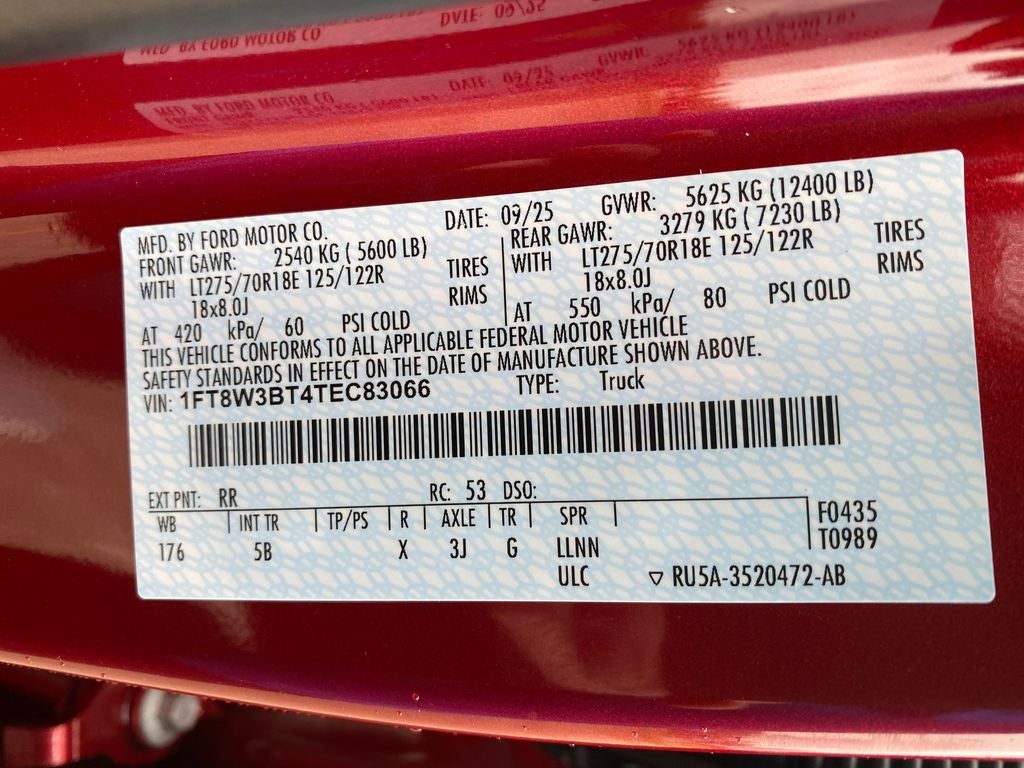 MFD. BY FORD MOTOR CO. DATE: 09/25 GVWR: 5625 KG (12400 LB)
FRONT GAWR: 2540 KG ( 5600 LB) REAR GAWR: 3279 KG ( 7230 LB)
WITH LT275/70R18E 125/122R TIRES WITH LT275/70R18E 125/122R TIRES
18x8.0J RIMS 18x8.0J RIMS
AT 420 kPa/ 60 PSI COLD AT 550 kPa/ 80 PSI COLD
THIS VEHICLE CONFORMS TO ALL APPLICABLE FEDERAL MOTOR VEHICLE
SAFETY STANDARDS IN EFFECT ON THE DATE OF MANUFACTURE SHOWN ABOVE.
VIN: 1FT8W3BT4TEC83066 TYPE: Truck
EXT PNT: RR RC: 53 DSO:
WB INT TR TP/PS R AXLE TR SPR F0435
176 5B X 3J G LLNN T0989
ULC ▽ RU5A-3520472-AB